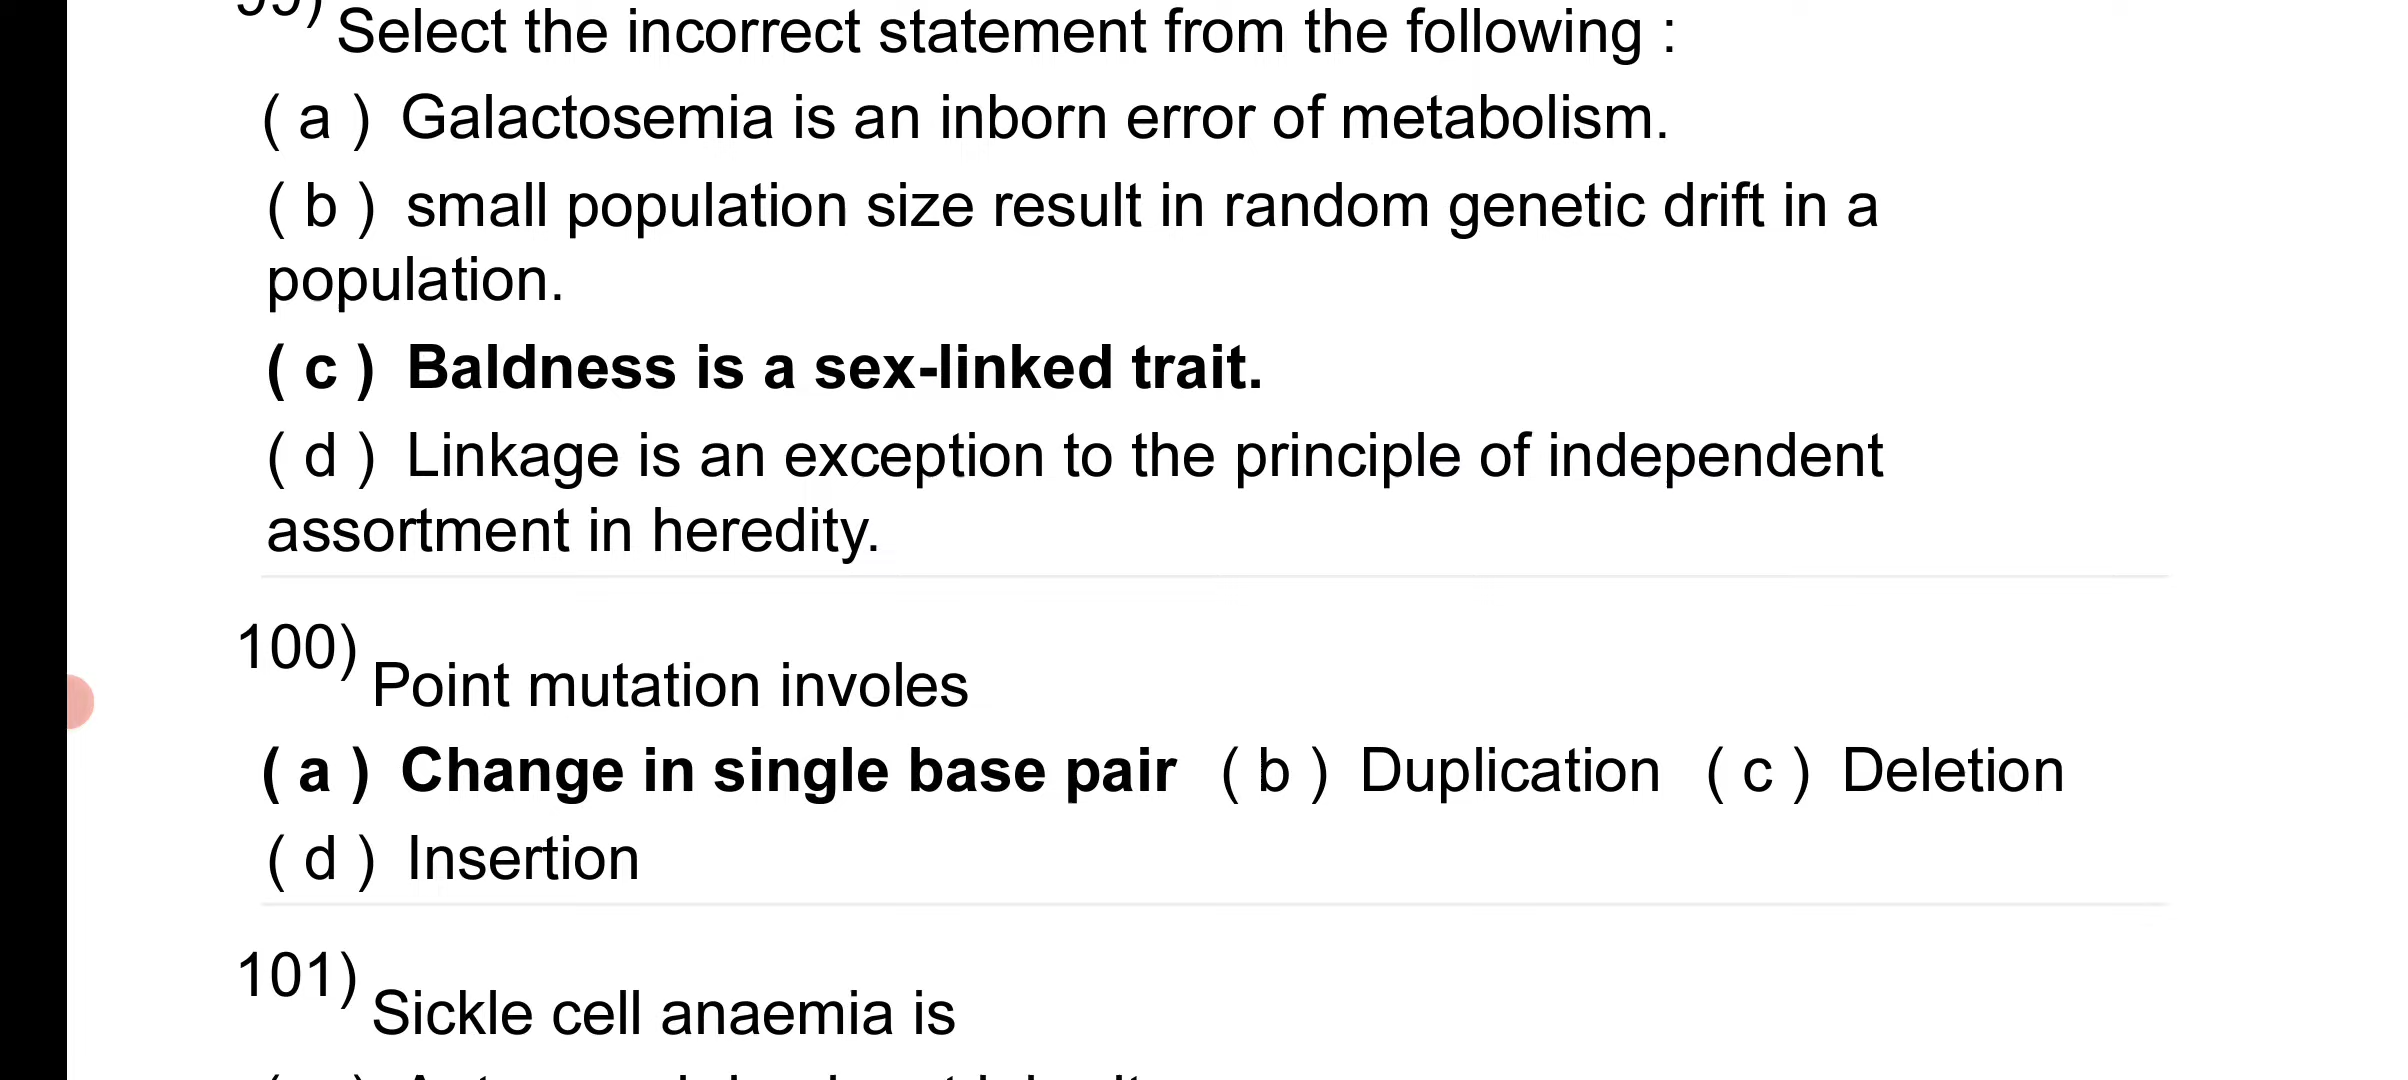 99) Select the incorrect statement from the following :
( a ) Galactosemia is an inborn error of metabolism.
( b ) small population size result in random genetic drift in a
population.
( c ) Baldness is a sex-linked trait.
( d ) Linkage is an exception to the principle of independent
assortment in heredity.
100) Point mutation involes
( a ) Change in single base pair ( b ) Duplication ( c ) Deletion
( d ) Insertion
101) Sickle cell anaemia is